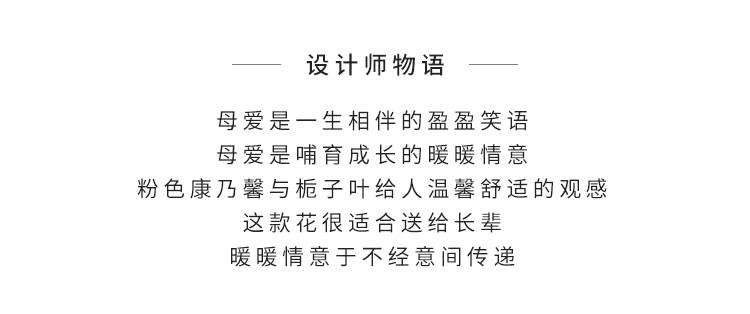 设计师物语
母爱是一生相伴的盈盈笑语
母爱是哺育成长的暖暖情意
粉色康乃馨与栀子叶给人温馨舒适的观感
这款花很适合送给长辈
暖暖情意于不经意间传递